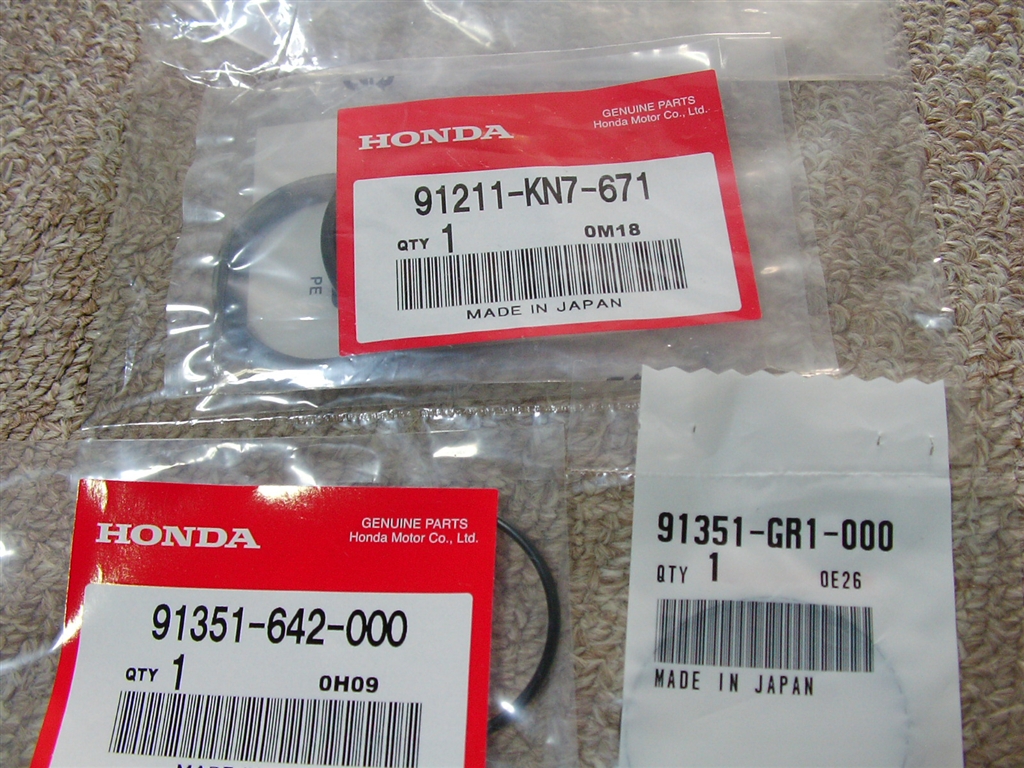 HONDA
GENUINE PARTS
Honda Motor Co., Ltd.
91211-KN7-671
QTY 1 0M18
MADE IN JAPAN
PE
HONDA
GENUINE PARTS
Honda Motor Co., Ltd.
91351-642-000
QTY 1 0H09
91351-GR1-000
QTY 1 0E26
MADE IN JAPAN